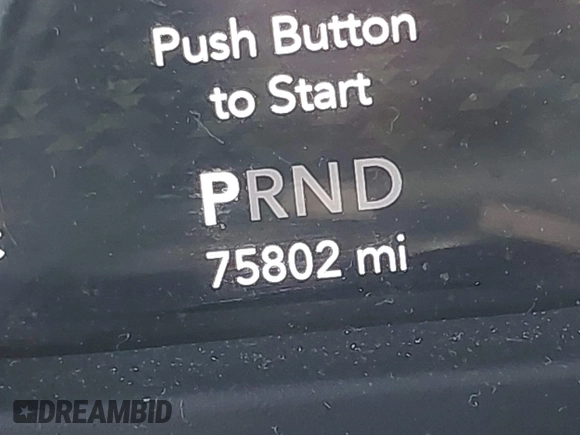 Push Button
to Start
PRND
75802 mi
DREAMBID